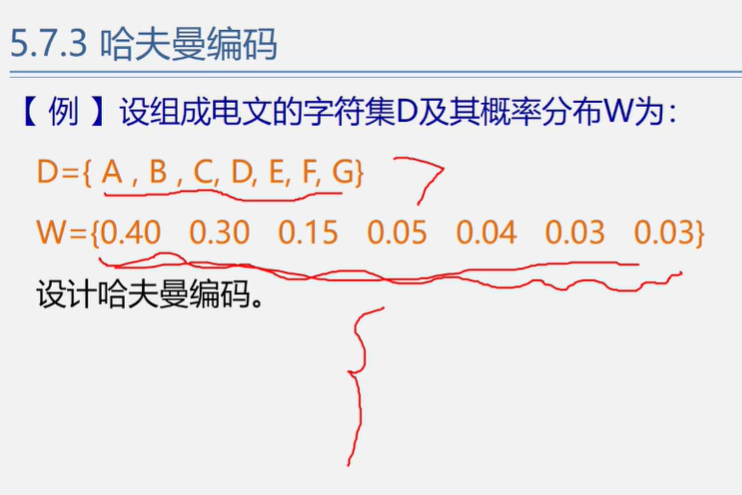 5.7.3 哈夫曼编码
【 例 】设组成电文的字符集D及其概率分布W为：
D={ A , B , C, D, E, F, G}
W={0.40 0.30 0.15 0.05 0.04 0.03 0.03}
设计哈夫曼编码。